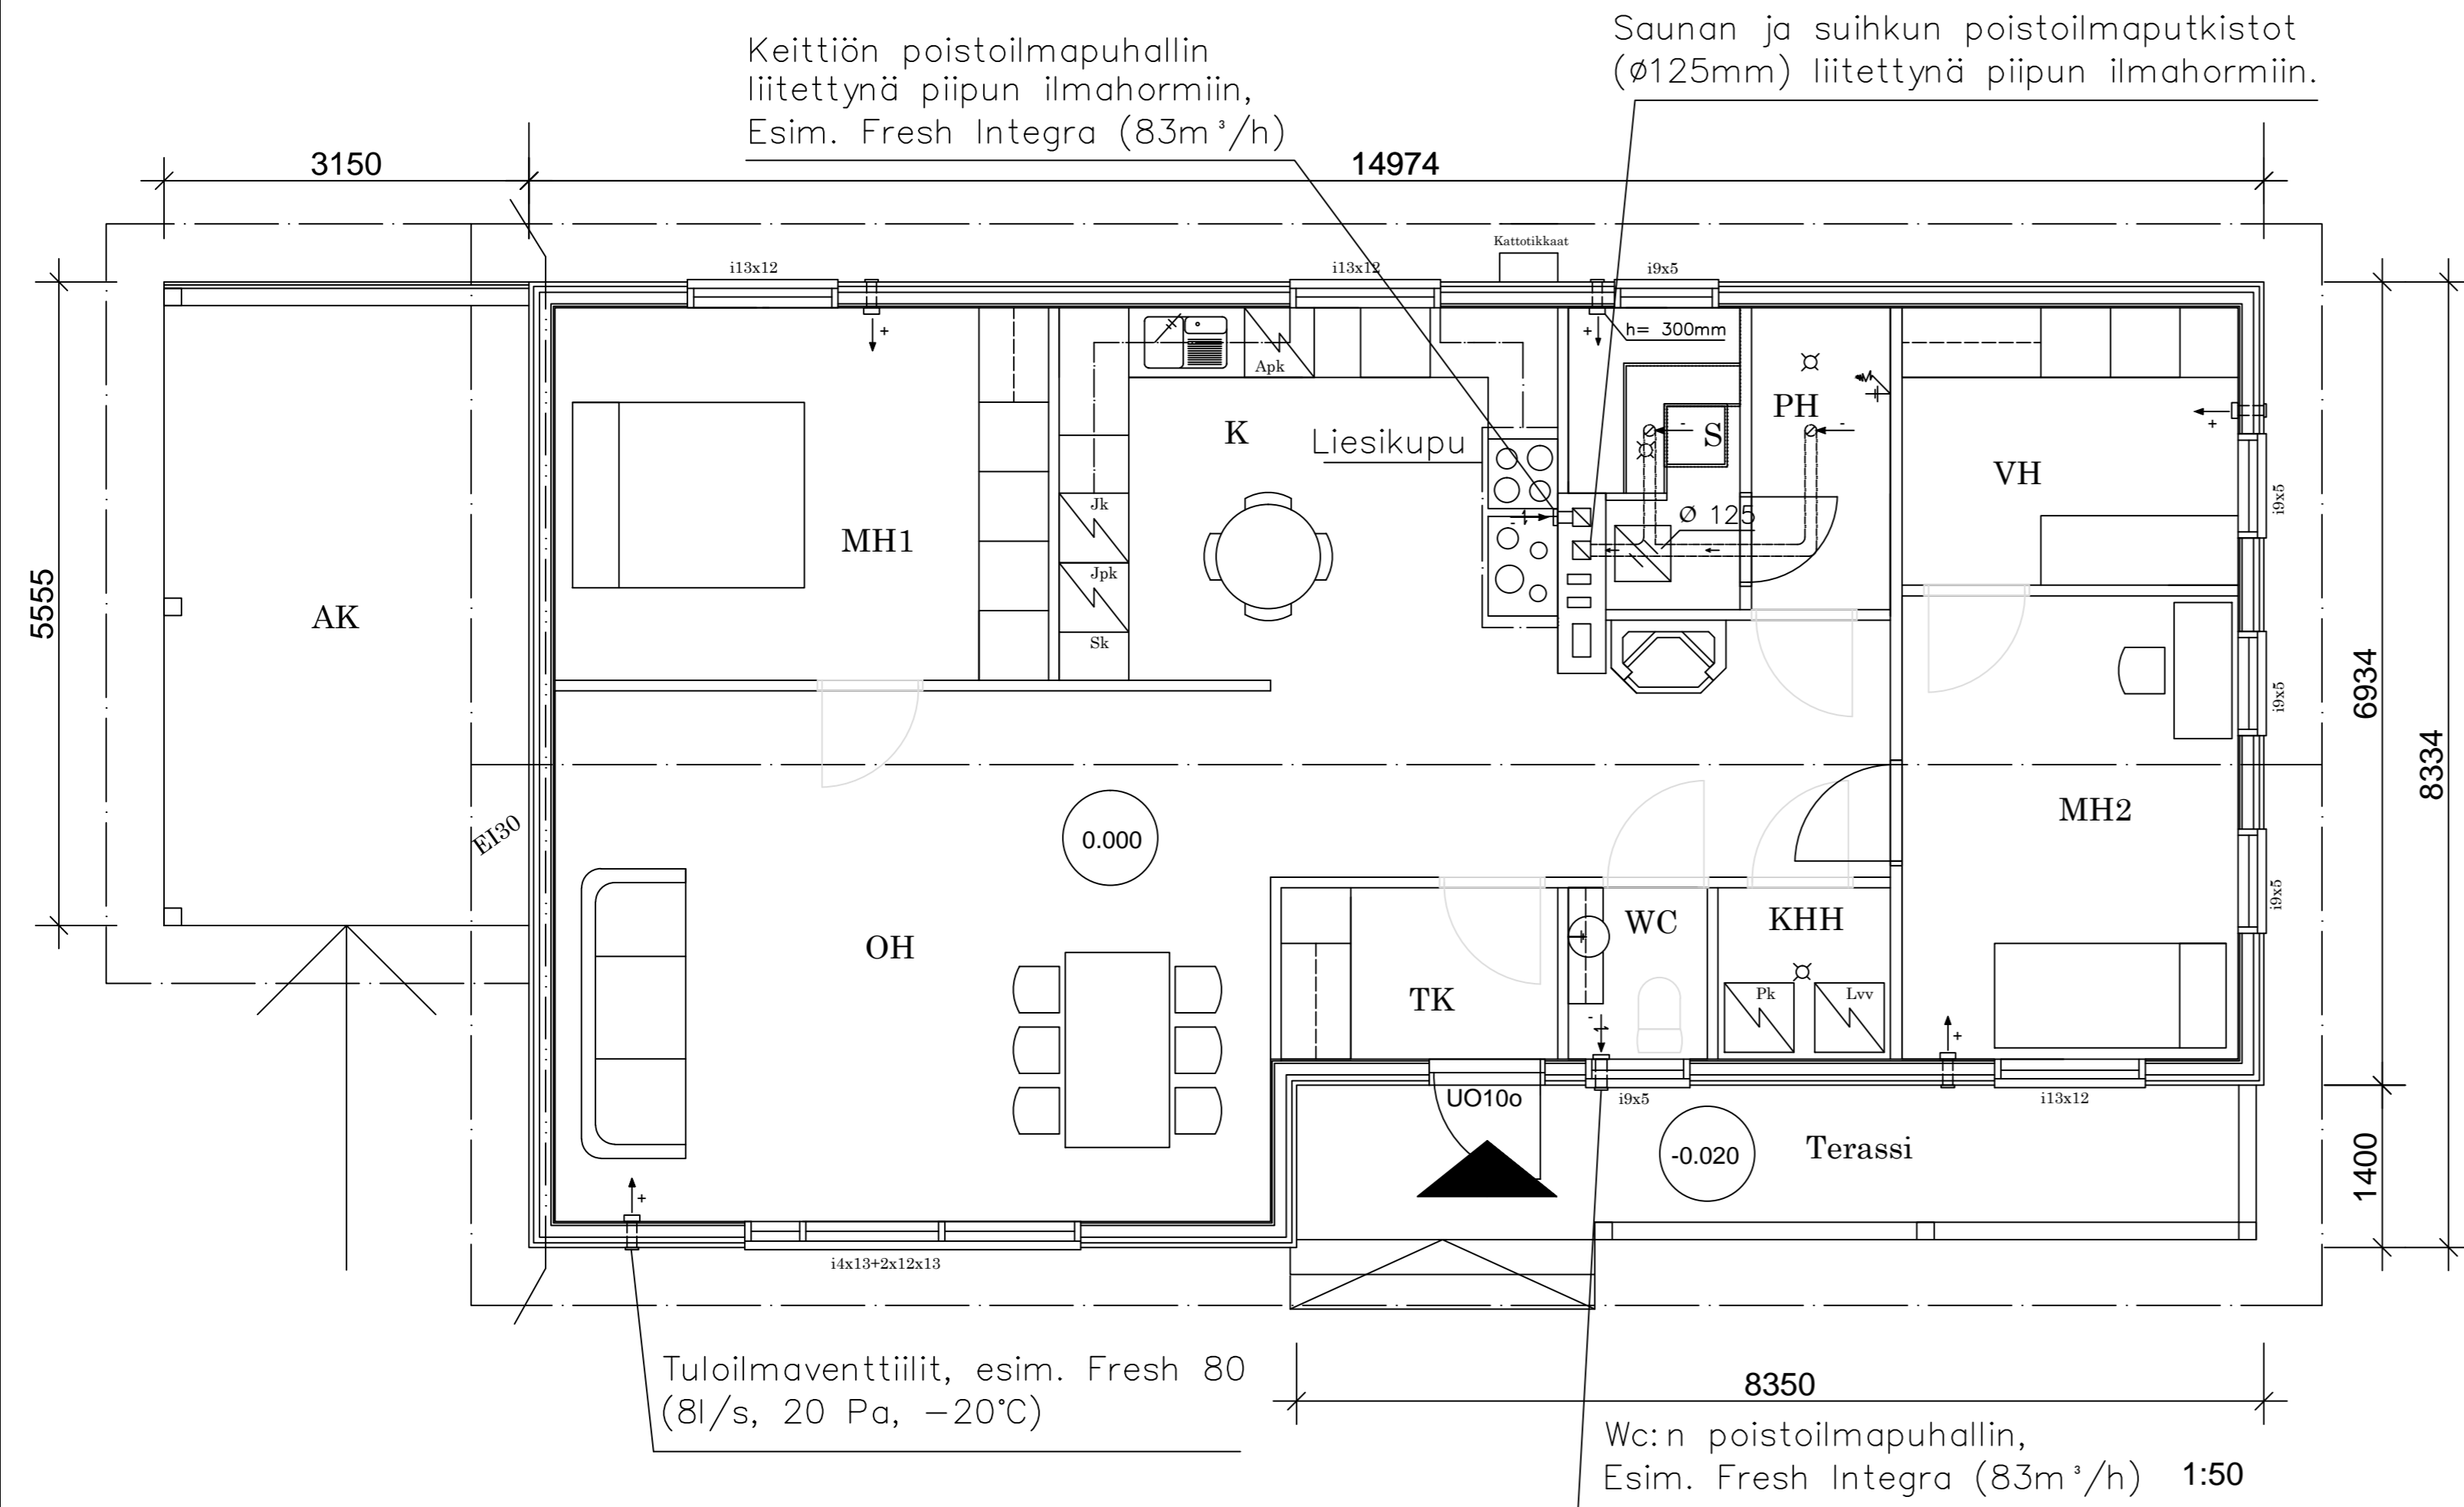 Saunan ja suihkun poistoilmaputkistot
(Ø125mm) liitettynä piipun ilmahormiin.
Keittiön poistoilmapuhallin
liitettynä piipun ilmahormiin,
Esim. Fresh Integra (83m³/h)
3150
14974
Kattotikkaat
i13x12
i13x12
i9x5
+
+
h= 300mm
Apk
K
PH
S
-
-
+
Liesikupu
VH
i9x5
Jk
Ø 125
-
MH1
Jpk
AK
5555
Sk
6934
i9x5
8334
MH2
0.000
EI30
i9x5
WC
KHH
OH
TK
Pk
Lvv
-
+
UO10o
i9x5
i13x12
-0.020
Terassi
1400
+
i4x13+2x12x13
Tuloilmaventtiilit, esim. Fresh 80
(8l/s, 20 Pa, −20°C)
8350
Wc:n poistoilmapuhallin,
Esim. Fresh Integra (83m³/h)
1:50